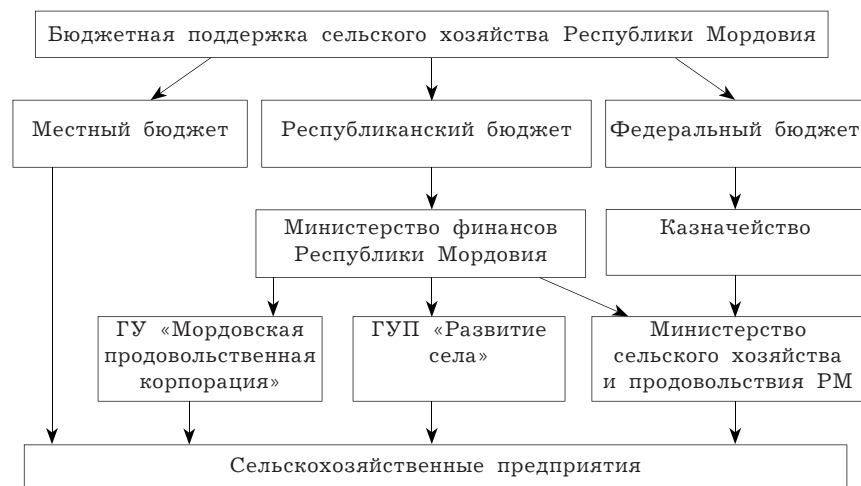 Бюджетная поддержка сельского хозяйства Республики Мордовия
Местный бюджет
Республиканский бюджет
Федеральный бюджет
Министерство финансов
Республики Мордовия
Казначейство
ГУ «Мордовская
продовольственная
корпорация»
ГУП «Развитие
села»
Министерство
сельского хозяйства
и продовольствия РМ
Сельскохозяйственные предприятия